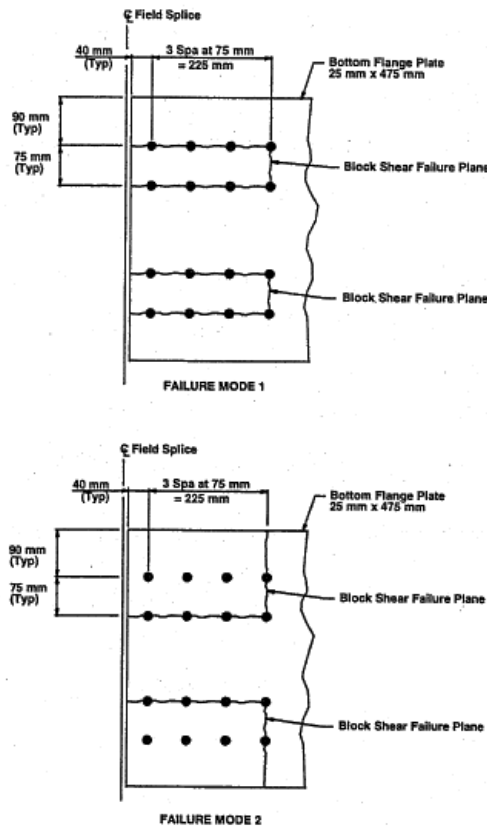 ℄ Field Splice
40 mm
(Typ)
3 Spa at 75 mm
= 225 mm
Bottom Flange Plate
25 mm x 475 mm
90 mm
(Typ)
75 mm
(Typ)
Block Shear Failure Plane
Block Shear Failure Plane
FAILURE MODE 1
℄ Field Splice
40 mm
(Typ)
3 Spa at 75 mm
= 225 mm
Bottom Flange Plate
25 mm x 475 mm
90 mm
(Typ)
75 mm
(Typ)
Block Shear Failure Plane
Block Shear Failure Plane
FAILURE MODE 2